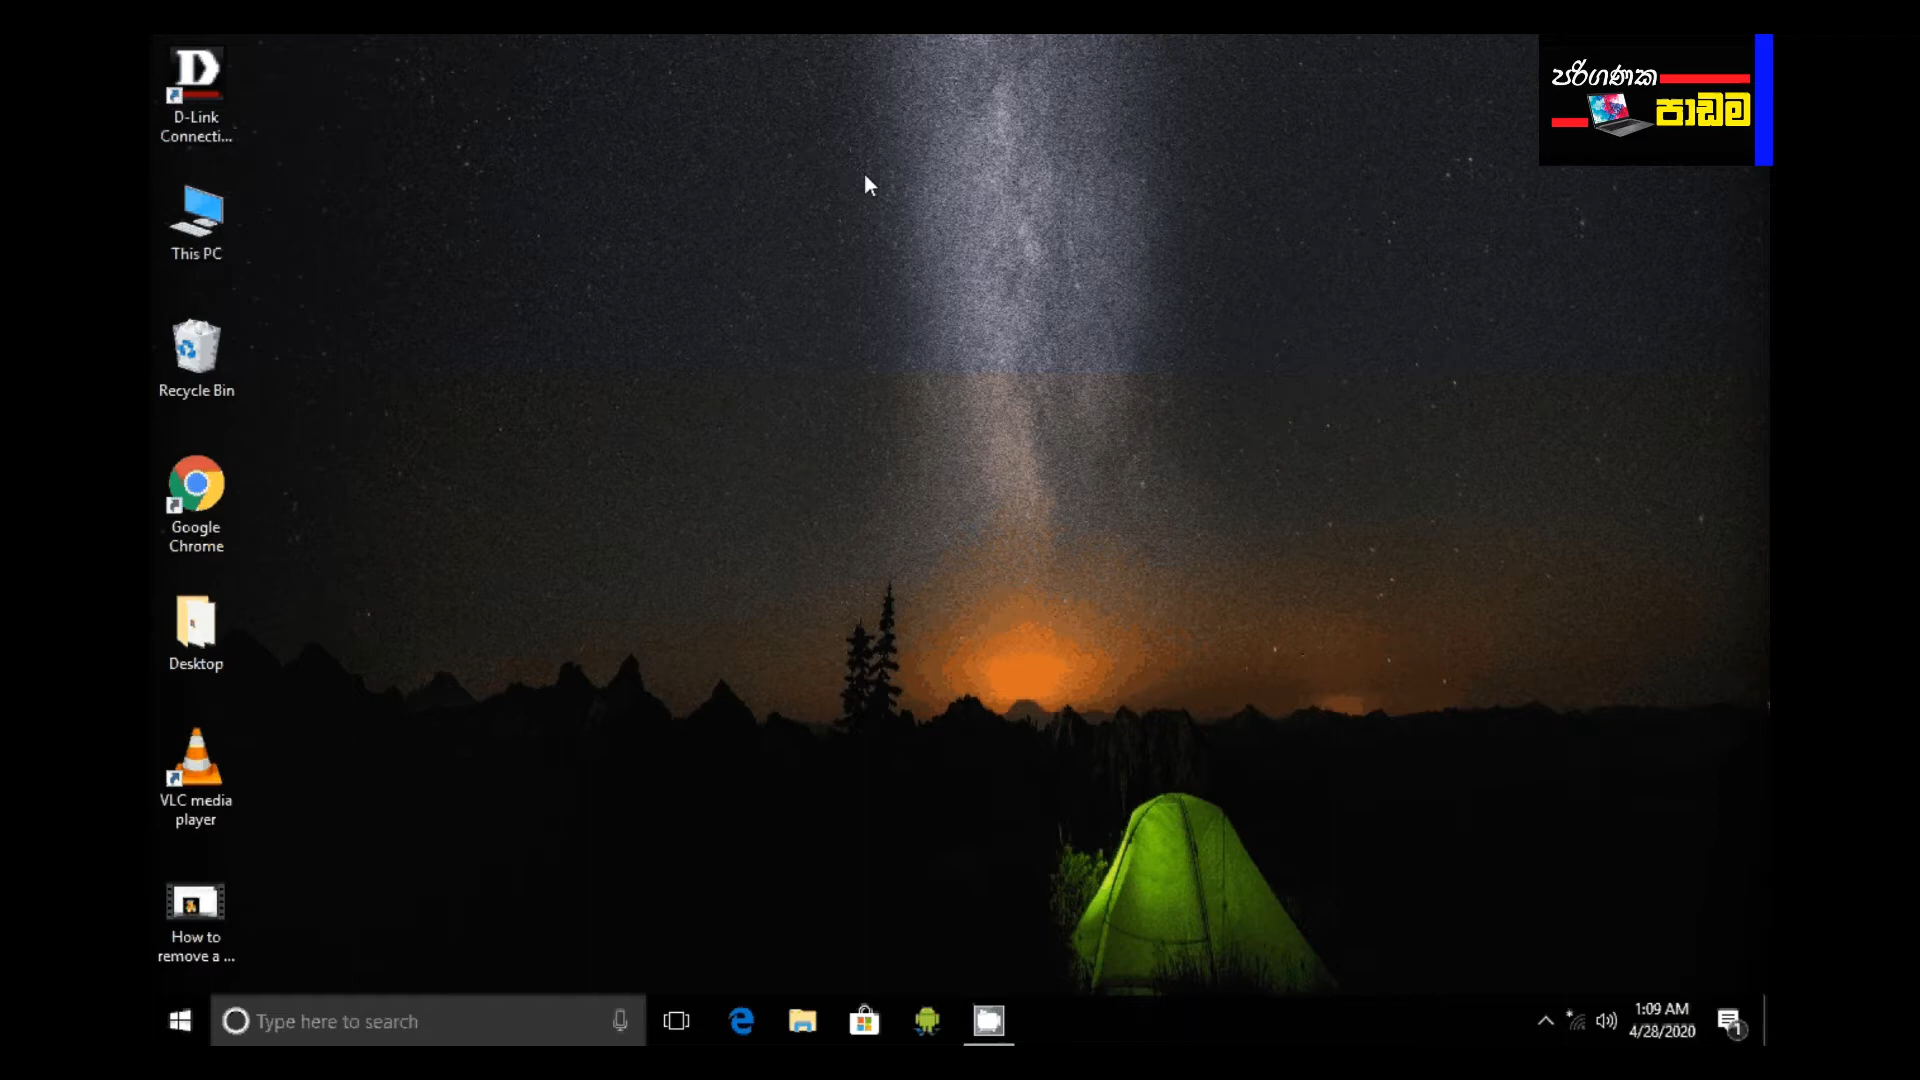 D-Link
Connecti...
This PC
Recycle Bin
Google
Chrome
Desktop
VLC media
player
How to
remove a ...
පරිගණක
පාඩම
Type here to search
1:09 AM
4/28/2020
1